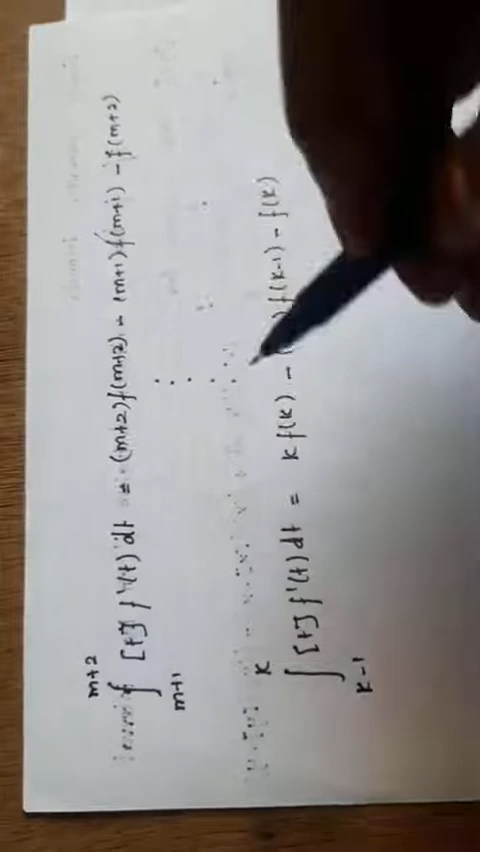 m+2
∫ [t] f'(t) dt = (m+2)f(m+2) - (m+1)f(m+1) - f(m+2)
m+1
k
∫ [t] f'(t) dt = k f(k) - ( ) f(k-1) - f(k)
k-1